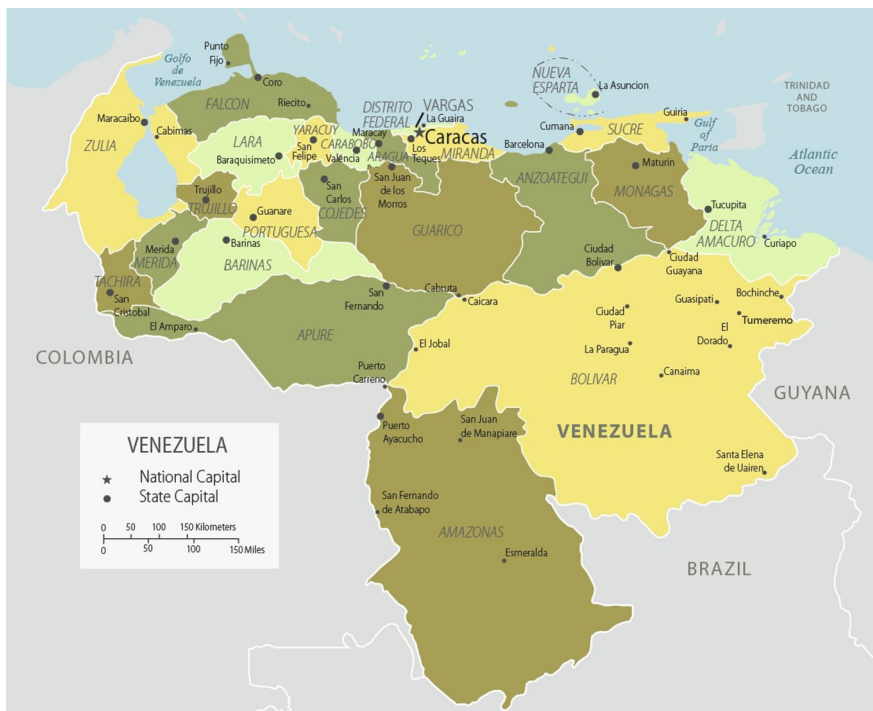 Punto
Fijo
Golfo
de
Venezuela
Coro
NUEVA
ESPARTA
La Asuncion
TRINIDAD
AND
TOBAGO
FALCON
Riecito
DISTRITO
FEDERAL
VARGAS
La Guaira
Caracas
Maracaibo
Cabimas
ZULIA
LARA
Baraquisimeto
YARACUY
San
Felipe
CARABOBO
Valencia
Maracay
ARAGUA
Los
Teques
MIRANDA
Cumana
SUCRE
Guiria
Gulf
of
Paria
Atlantic
Ocean
Barcelona
ANZOATEGUI
Maturin
MONAGAS
Trujillo
TRUJILLO
San
Carlos
COJEDES
San Juan
de los
Morros
GUARICO
Guanare
PORTUGUESA
Tucupita
DELTA
AMACURO
Curiapo
Merida
MERIDA
Barinas
BARINAS
Ciudad
Bolivar
Ciudad
Guayana
TACHIRA
San
Cristobal
San
Fernando
Cabruta
Caicara
Bochinche
Guasipati
Ciudad
Piar
Tumeremo
El Amparo
APURE
El
Dorado
El Jobal
La Paragua
COLOMBIA
Puerto
Carreno
BOLIVAR
Canaima
GUYANA
Puerto
Ayacucho
San Juan
de Manapiare
VENEZUELA
Santa Elena
de Uairen
VENEZUELA
National Capital
State Capital
0 50 100 150 Kilometers
0 50 100 150 Miles
San Fernando
de Atabapo
AMAZONAS
Esmeralda
BRAZIL